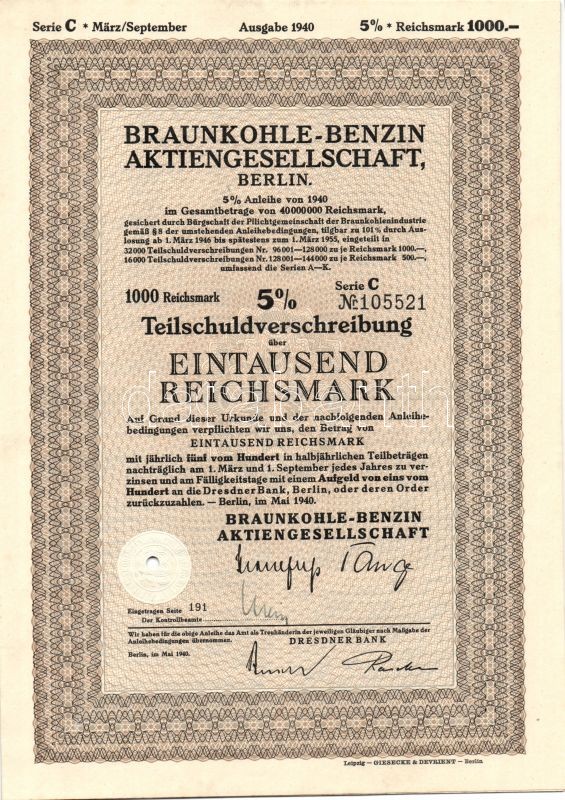 Serie C * März/September Ausgabe 1940 5% * Reichsmark 1000.–
BRAUNKOHLE-BENZIN
AKTIENGESELLSCHAFT,
BERLIN.
5% Anleihe von 1940
im Gesamtbetrage von 40000000 Reichsmark,
gesichert durch Bürgschaft der Pflichtgemeinschaft der Braunkohlenindustrie
gemäß § 8 der umstehenden Anleihebedingungen, tilgbar zu 101% durch Aus-
losung ab 1. März 1946 bis spätestens zum 1. März 1955, eingeteilt in
32000 Teilschuldverschreibungen Nr. 96001–128000 zu je Reichsmark 1000.–,
16000 Teilschuldverschreibungen Nr. 128001–144000 zu je Reichsmark 500.–,
umfassend die Serien A–K.
1000 Reichsmark 5% Serie C
№ 105521
Teilschuldverschreibung
über
EINTAUSEND
REICHSMARK
Auf Grund dieser Urkunde und der nachfolgenden Anleihe-
bedingungen verpflichten wir uns, den Betrag von
EINTAUSEND REICHSMARK
mit jährlich fünf vom Hundert in halbjährlichen Teilbeträgen
nachträglich am 1. März und 1. September jedes Jahres zu ver-
zinsen und am Fälligkeitstage mit einem Aufgeld von eins vom
Hundert an die Dresdner Bank, Berlin, oder deren Order
zurückzuzahlen. – Berlin, im Mai 1940.
BRAUNKOHLE-BENZIN
AKTIENGESELLSCHAFT
Eingetragen Seite 191
Der Kontrollbeamte
Wir haben für die obige Anleihe das Amt als Treuhänderin der jeweiligen Gläubiger nach Maßgabe der
Anleihebedingungen übernommen. DRESDNER BANK
Berlin, im Mai 1940.
Leipzig – GIESECKE & DEVRIENT – Berlin